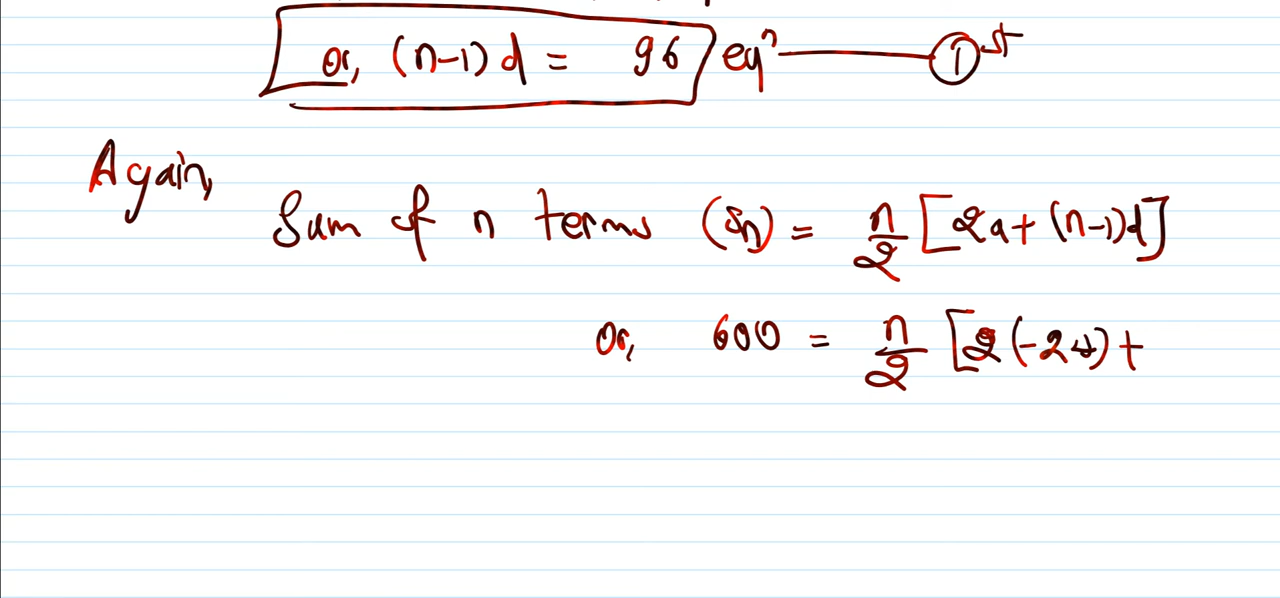 or, (n-1)d = 96 eqⁿ ① st
Again,
Sum of n terms (Sn) = n/2 [2a+(n-1)d]
Or, 600 = n/2 [2(-24)+